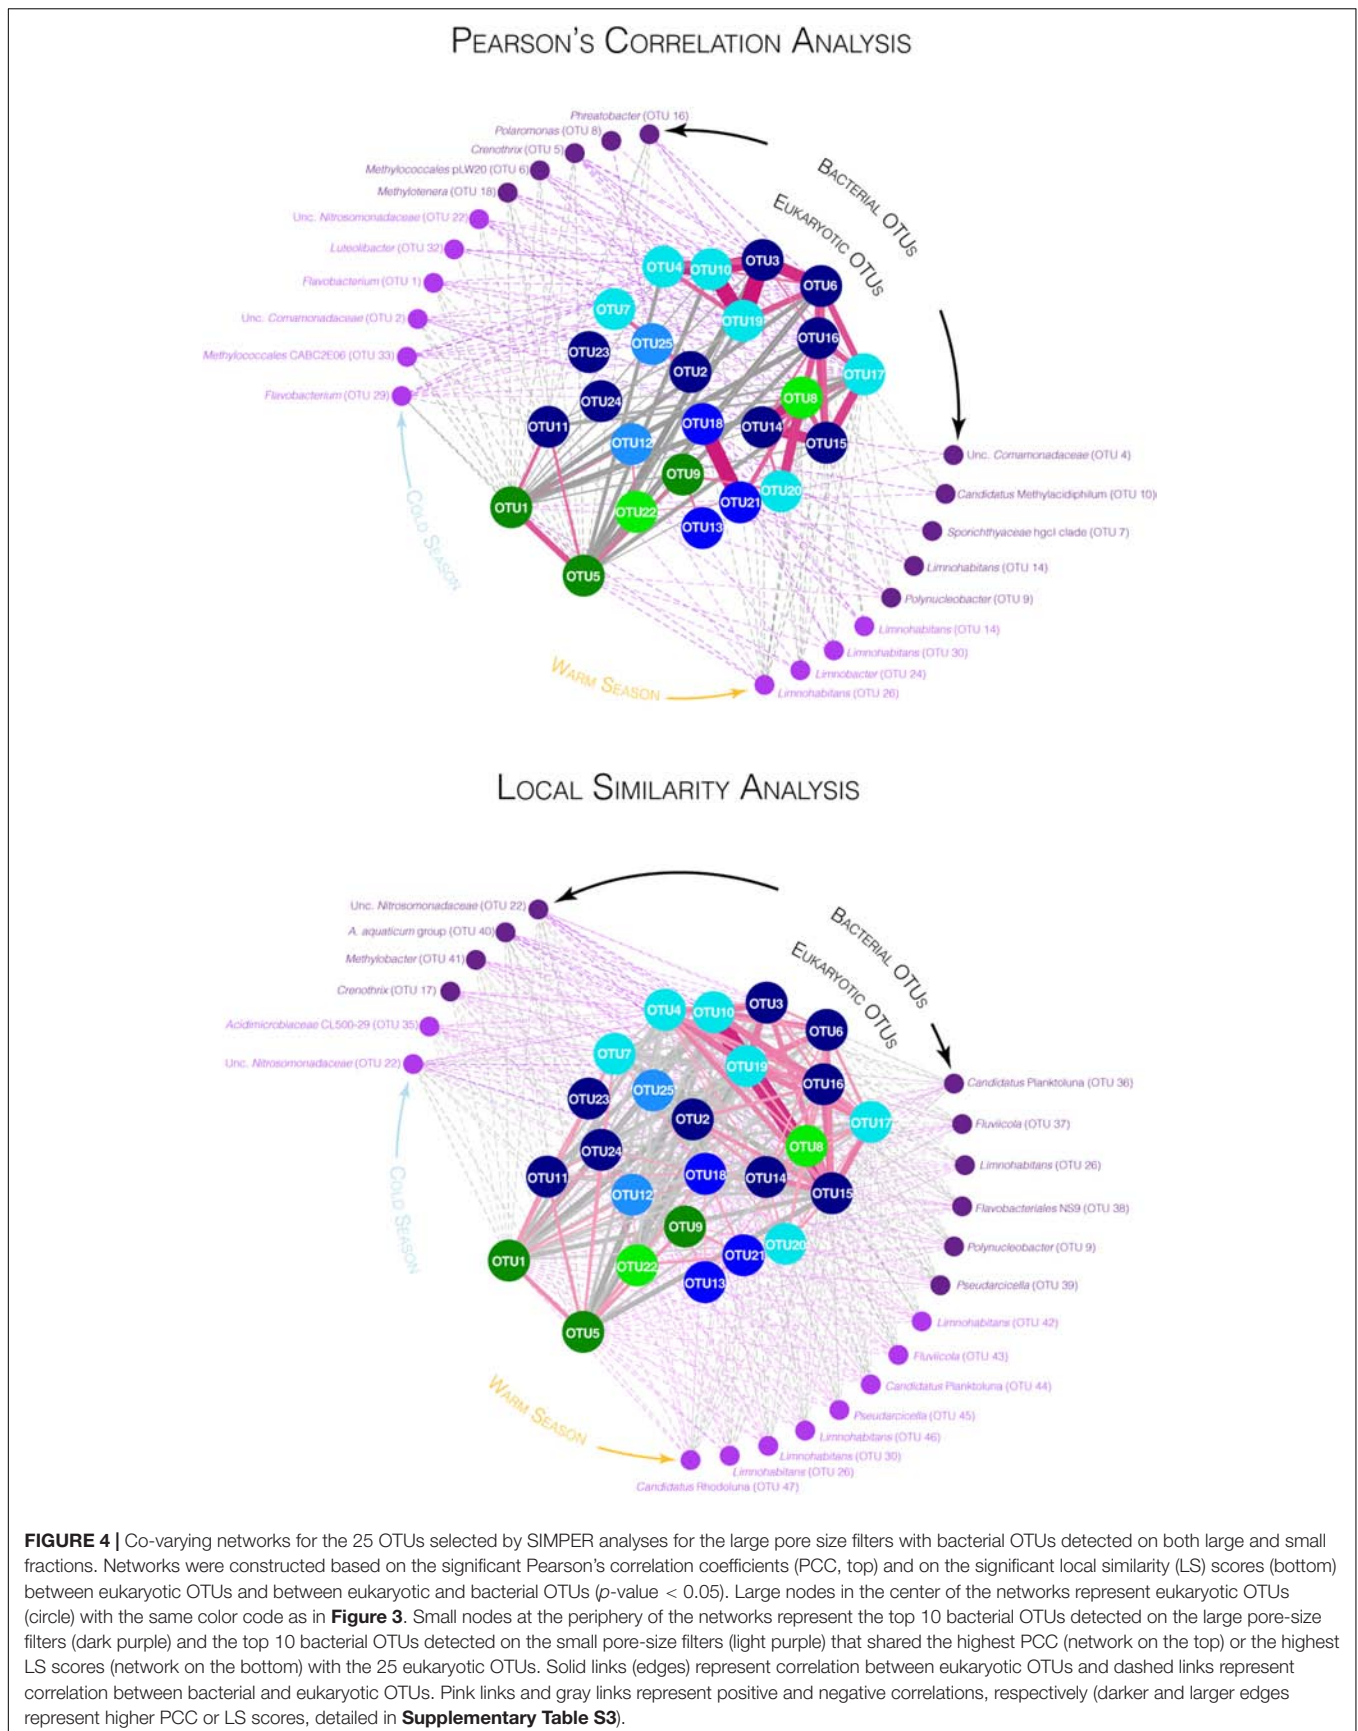 PEARSON'S CORRELATION ANALYSIS
Phreatobacter (OTU 16)
Polaromonas (OTU 8)
Crenothrix (OTU 5)
Methylococcales pLW20 (OTU 6)
Methylotenera (OTU 18)
Unc. Nitrosomonadaceae (OTU 22)
Luteolibacter (OTU 32)
Flavobacterium (OTU 1)
Unc. Comamonadaceae (OTU 2)
Methylococcales CABC2E06 (OTU 33)
Flavobacterium (OTU 29)
BACTERIAL OTUS
EUKARYOTIC OTUS
OTU4
OTU10
OTU3
OTU6
OTU7
OTU19
OTU25
OTU16
OTU23
OTU2
OTU17
OTU24
OTU8
OTU11
OTU18
OTU14
OTU12
OTU15
OTU9
OTU20
OTU1
OTU22
OTU21
OTU13
OTU5
COLD SEASON
WARM SEASON
Unc. Comamonadaceae (OTU 4)
Candidatus Methylacidiphilum (OTU 10)
Sporichthyaceae hgcI clade (OTU 7)
Limnohabitans (OTU 14)
Polynucleobacter (OTU 9)
Limnohabitans (OTU 14)
Limnohabitans (OTU 30)
Limnobacter (OTU 24)
Limnohabitans (OTU 26)
LOCAL SIMILARITY ANALYSIS
Unc. Nitrosomonadaceae (OTU 22)
A. aquaticum group (OTU 40)
Methylobacter (OTU 41)
Crenothrix (OTU 17)
Acidimicrobiaceae CL500-29 (OTU 35)
Unc. Nitrosomonadaceae (OTU 22)
BACTERIAL OTUS
EUKARYOTIC OTUS
OTU4
OTU10
OTU3
OTU6
OTU7
OTU19
OTU25
OTU16
OTU23
OTU2
OTU17
OTU24
OTU8
OTU11
OTU18
OTU14
OTU12
OTU15
OTU9
OTU20
OTU1
OTU22
OTU21
OTU13
OTU5
COLD SEASON
WARM SEASON
Candidatus Planktoluna (OTU 36)
Fluviicola (OTU 37)
Limnohabitans (OTU 26)
Flavobacteriales NS9 (OTU 38)
Polynucleobacter (OTU 9)
Pseudarcicella (OTU 39)
Limnohabitans (OTU 42)
Fluviicola (OTU 43)
Candidatus Planktoluna (OTU 44)
Pseudarcicella (OTU 45)
Limnohabitans (OTU 46)
Limnohabitans (OTU 30)
Limnohabitans (OTU 26)
Candidatus Rhodoluna (OTU 47)
FIGURE 4 | Co-varying networks for the 25 OTUs selected by SIMPER analyses for the large pore size filters with bacterial OTUs detected on both large and small
fractions. Networks were constructed based on the significant Pearson's correlation coefficients (PCC, top) and on the significant local similarity (LS) scores (bottom)
between eukaryotic OTUs and between eukaryotic and bacterial OTUs (p-value < 0.05). Large nodes in the center of the networks represent eukaryotic OTUs
(circle) with the same color code as in Figure 3. Small nodes at the periphery of the networks represent the top 10 bacterial OTUs detected on the large pore-size
filters (dark purple) and the top 10 bacterial OTUs detected on the small pore-size filters (light purple) that shared the highest PCC (network on the top) or the highest
LS scores (network on the bottom) with the 25 eukaryotic OTUs. Solid links (edges) represent correlation between eukaryotic OTUs and dashed links represent
correlation between bacterial and eukaryotic OTUs. Pink links and gray links represent positive and negative correlations, respectively (darker and larger edges
represent higher PCC or LS scores, detailed in Supplementary Table S3).